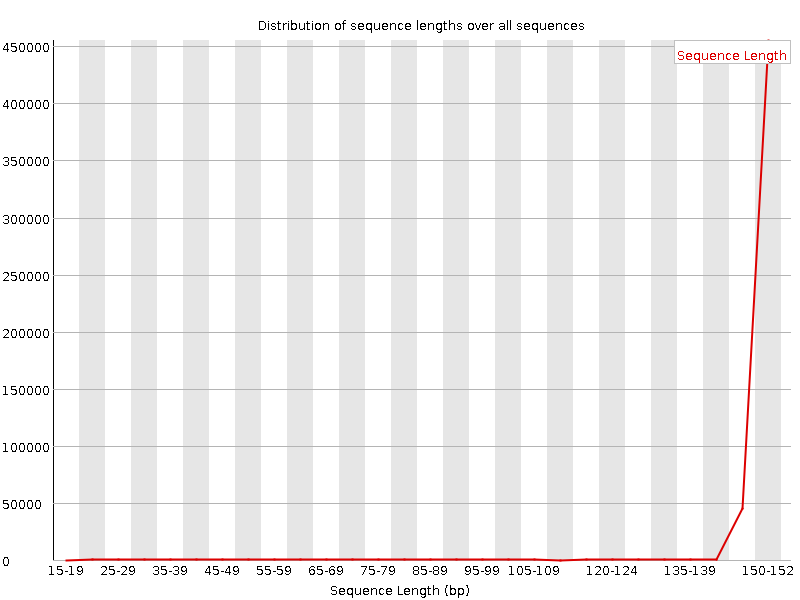 Distribution of sequence lengths over all sequences
Sequence Length
450000
400000
350000
300000
250000
200000
150000
100000
50000
0
15-19 25-29 35-39 45-49 55-59 65-69 75-79 85-89 95-99 105-109 120-124 135-139 150-152
Sequence Length (bp)